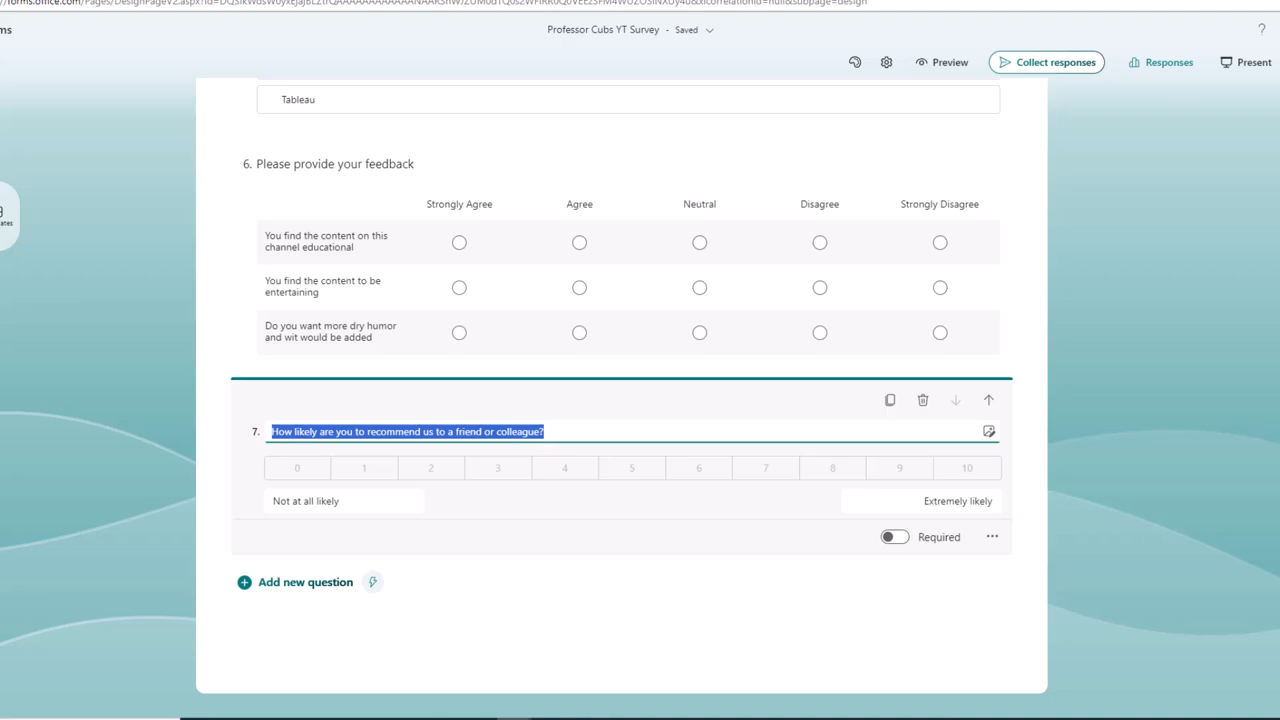 Professor Cubs YT Survey - Saved
?
Preview
Collect responses
Responses
Present
Tableau
6. Please provide your feedback
Strongly Agree Agree Neutral Disagree Strongly Disagree
You find the content on this
channel educational
You find the content to be
entertaining
Do you want more dry humor
and wit would be added
7. How likely are you to recommend us to a friend or colleague?
0 1 2 3 4 5 6 7 8 9 10
Not at all likely Extremely likely
Required ...
Add new question